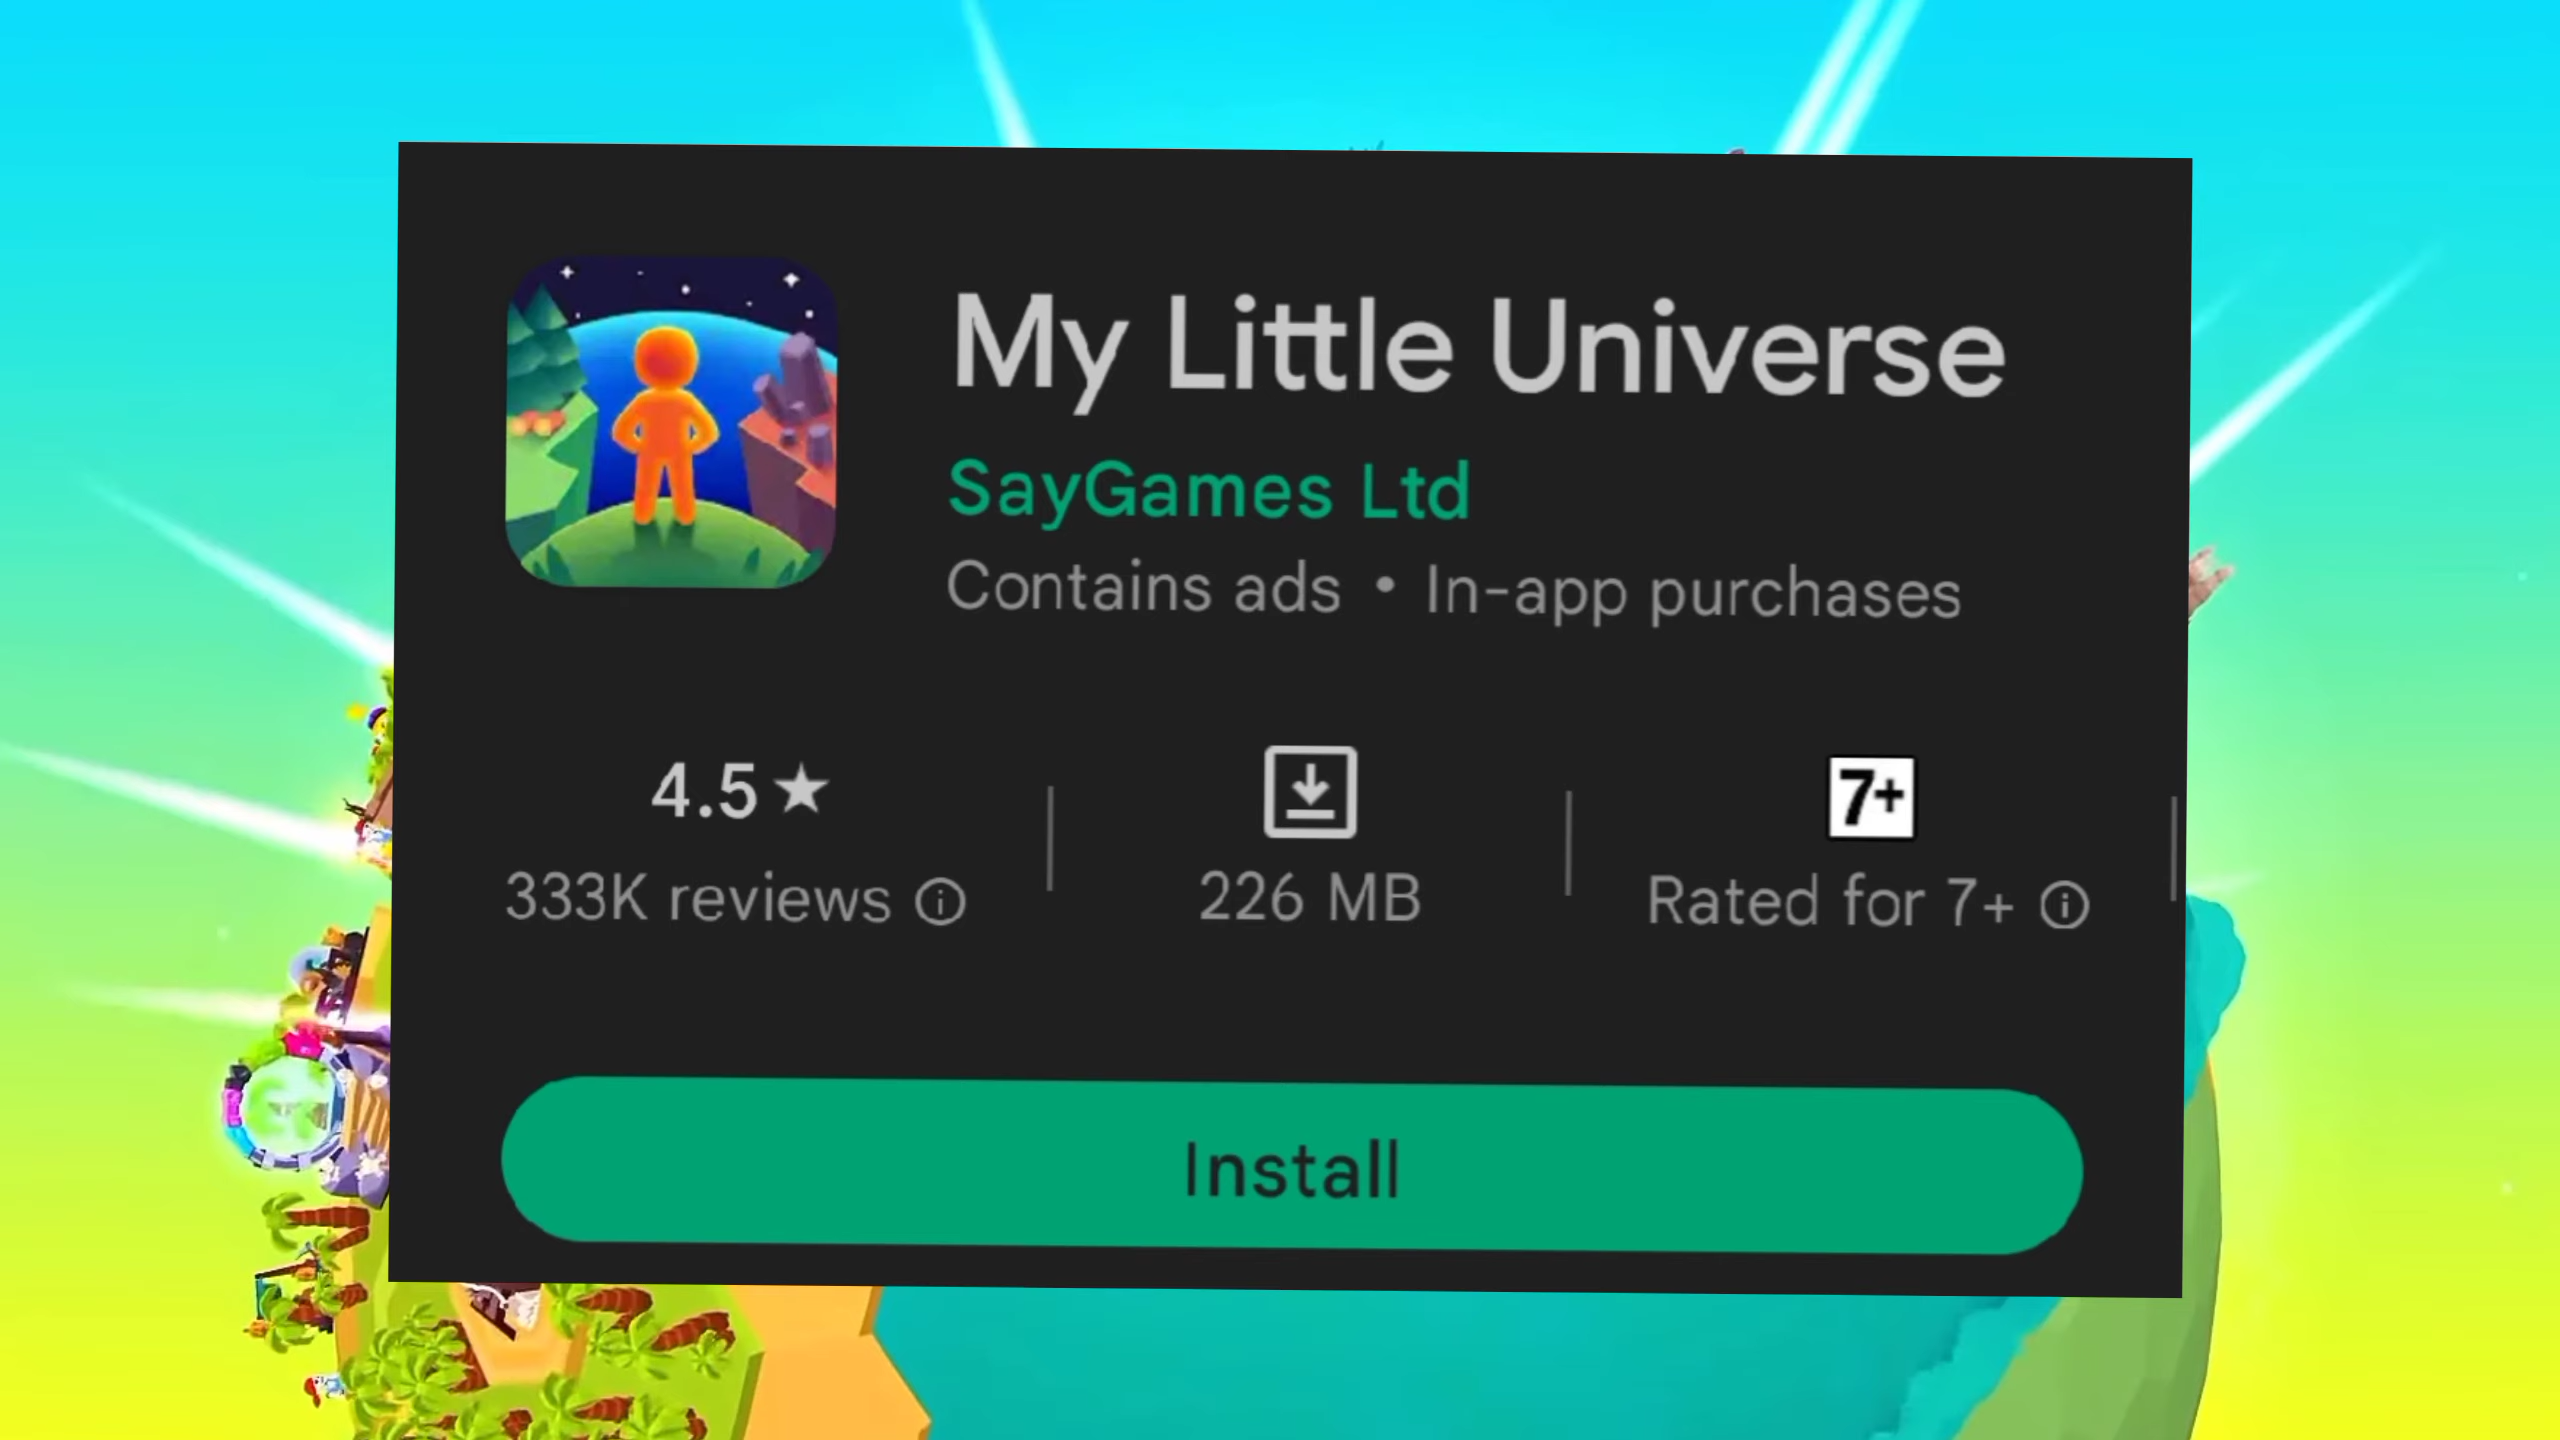 My Little Universe
SayGames Ltd
Contains ads • In-app purchases
4.5★
333K reviews
226 MB
7+
Rated for 7+
Install